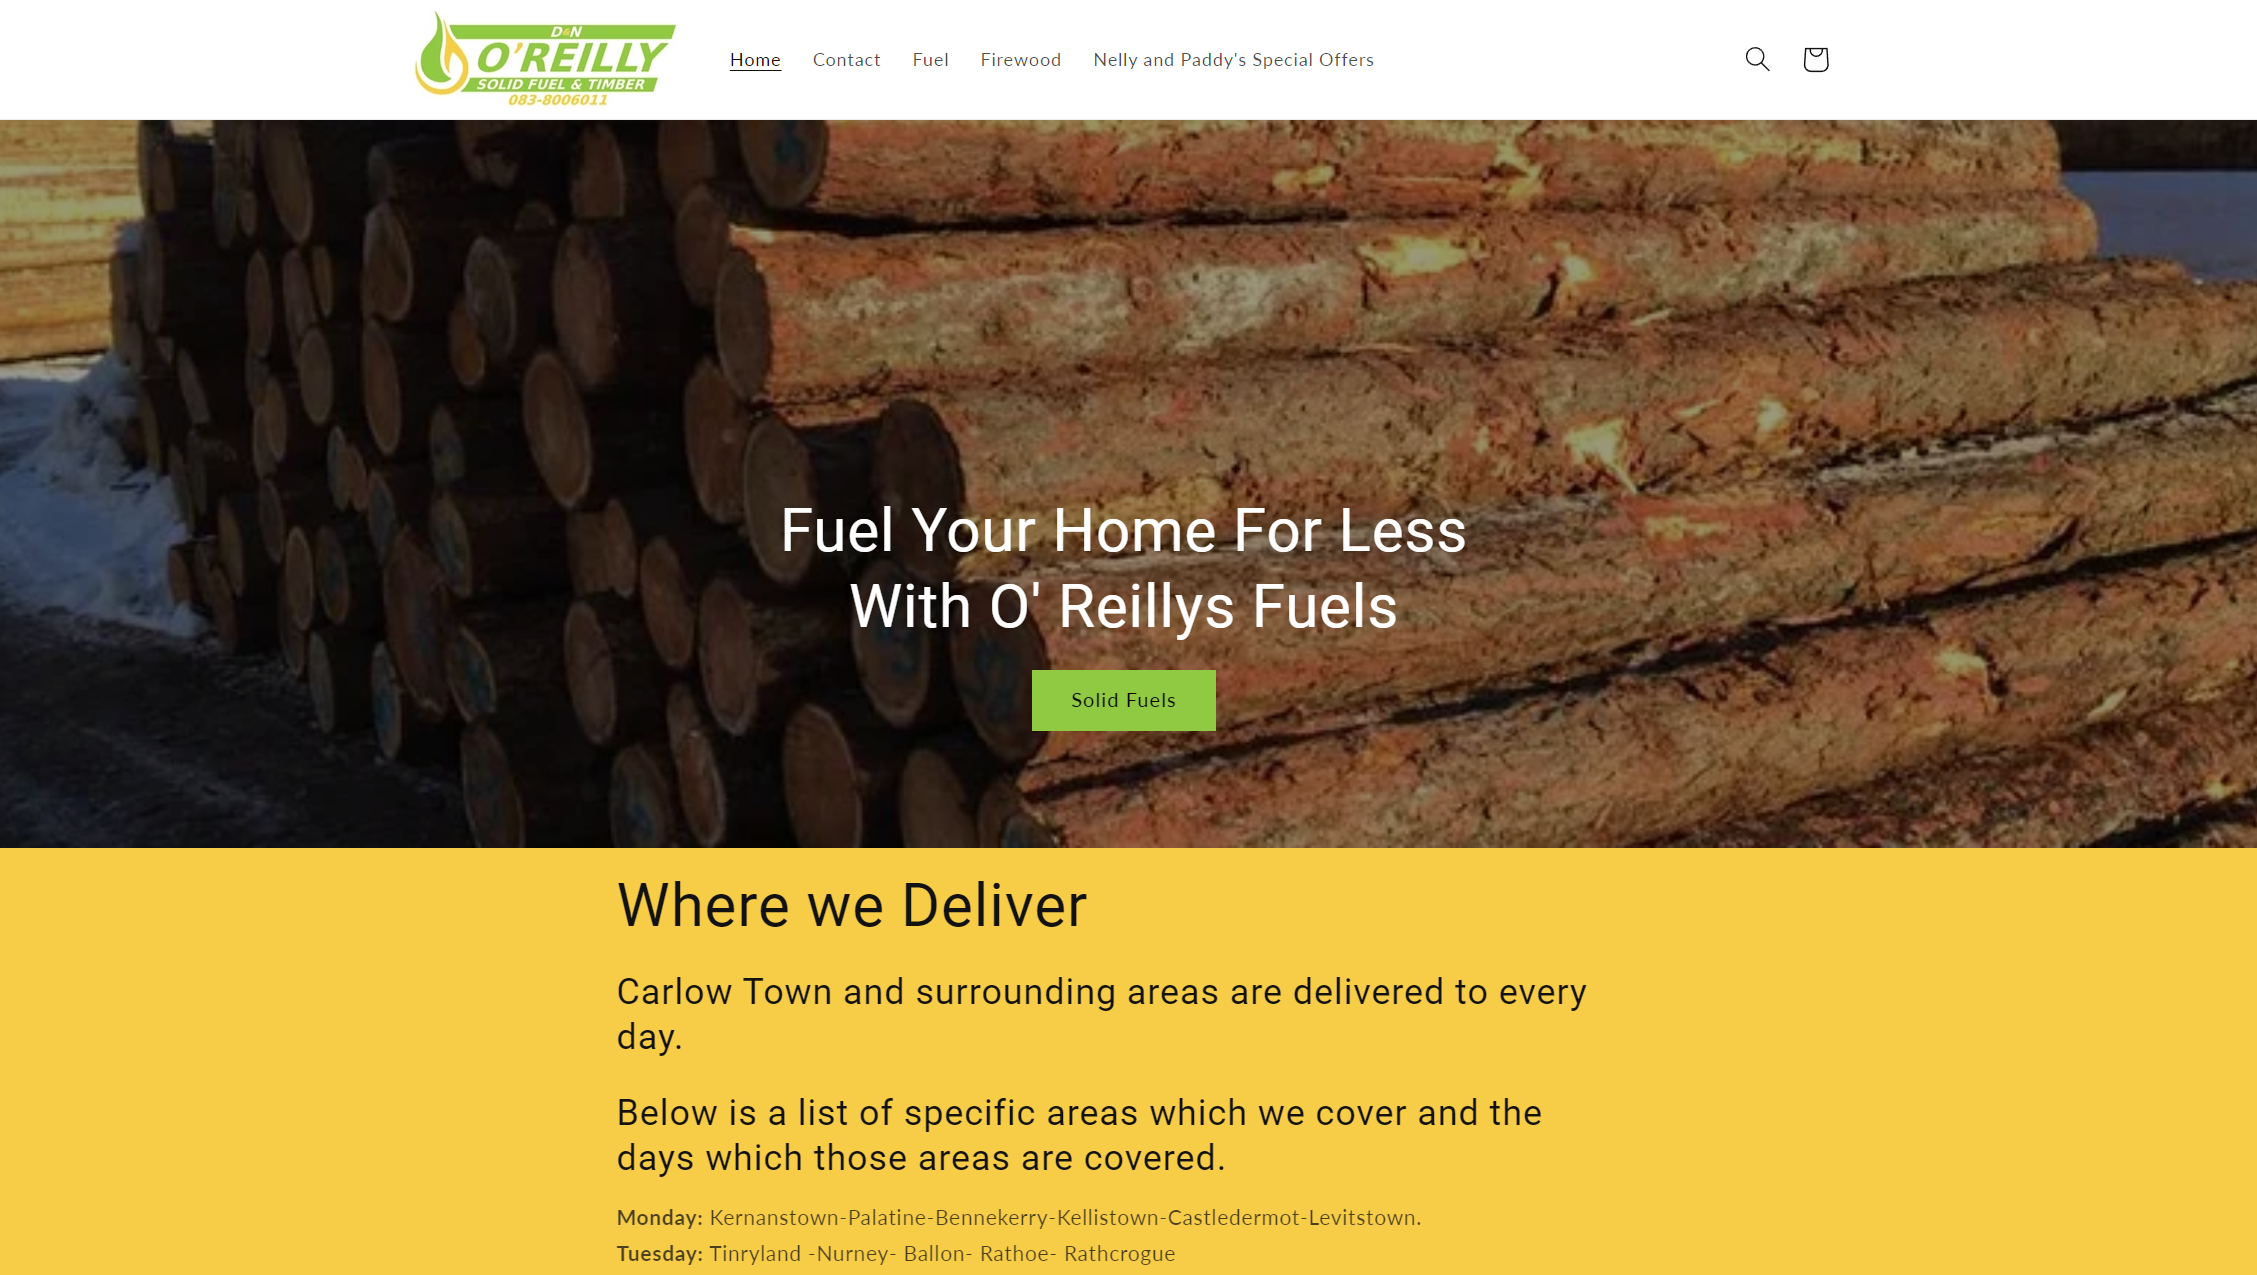 D&N
O'REILLY
SOLID FUEL & TIMBER
083-8006011
Home Contact Fuel Firewood Nelly and Paddy's Special Offers
Fuel Your Home For Less
With O' Reillys Fuels
Solid Fuels
Where we Deliver
Carlow Town and surrounding areas are delivered to every
day.
Below is a list of specific areas which we cover and the
days which those areas are covered.
Monday: Kernanstown-Palatine-Bennekerry-Kellistown-Castledermot-Levitstown.
Tuesday: Tinryland -Nurney- Ballon- Rathoe- Rathcrogue